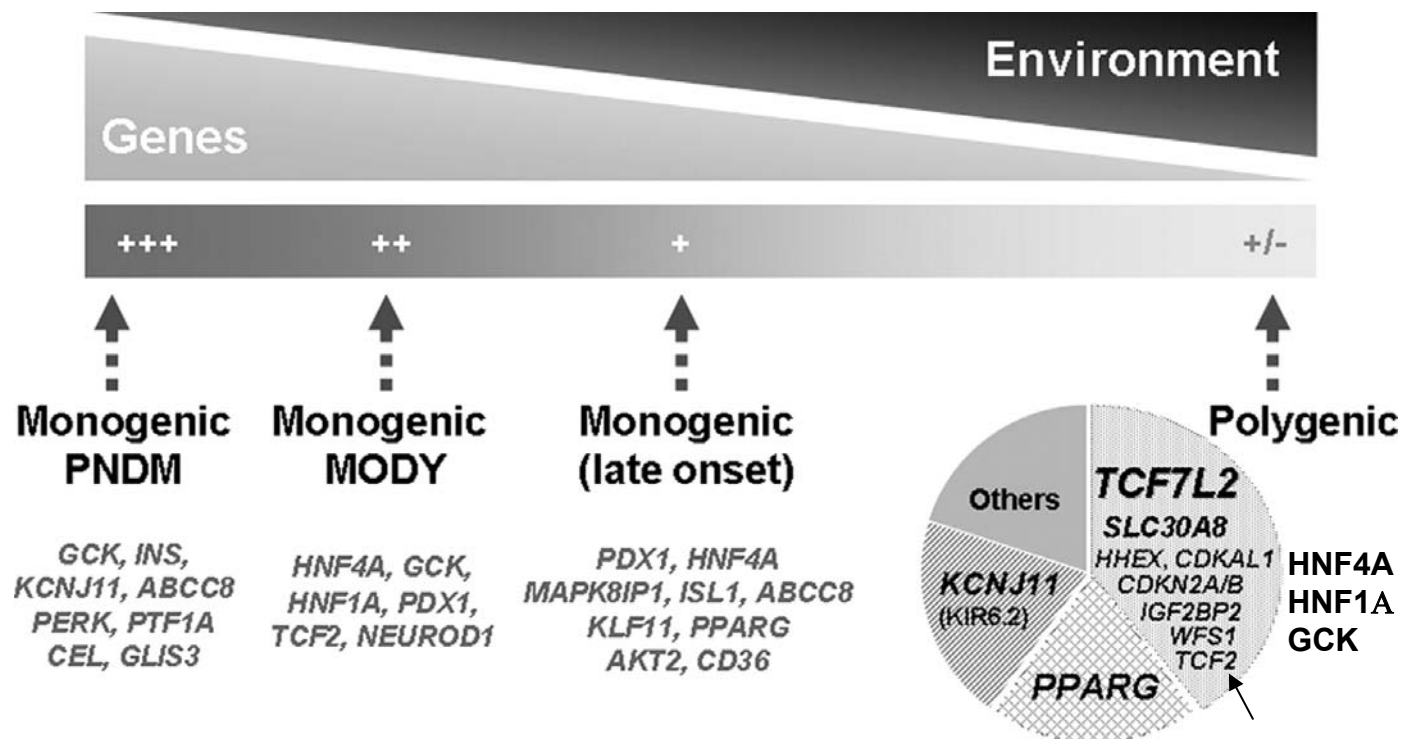 Environment
Genes
+++
++
+
+/-
Monogenic
PNDM
GCK, INS,
KCNJ11, ABCC8
PERK, PTF1A
CEL, GLIS3
Monogenic
MODY
HNF4A, GCK,
HNF1A, PDX1,
TCF2, NEUROD1
Monogenic
(late onset)
PDX1, HNF4A
MAPK8IP1, ISL1, ABCC8
KLF11, PPARG
AKT2, CD36
Polygenic
Others
KCNJ11
(KIR6.2)
PPARG
TCF7L2
SLC30A8
HHEX, CDKAL1
CDKN2A/B
IGF2BP2
WFS1
TCF2
HNF4A
HNF1A
GCK